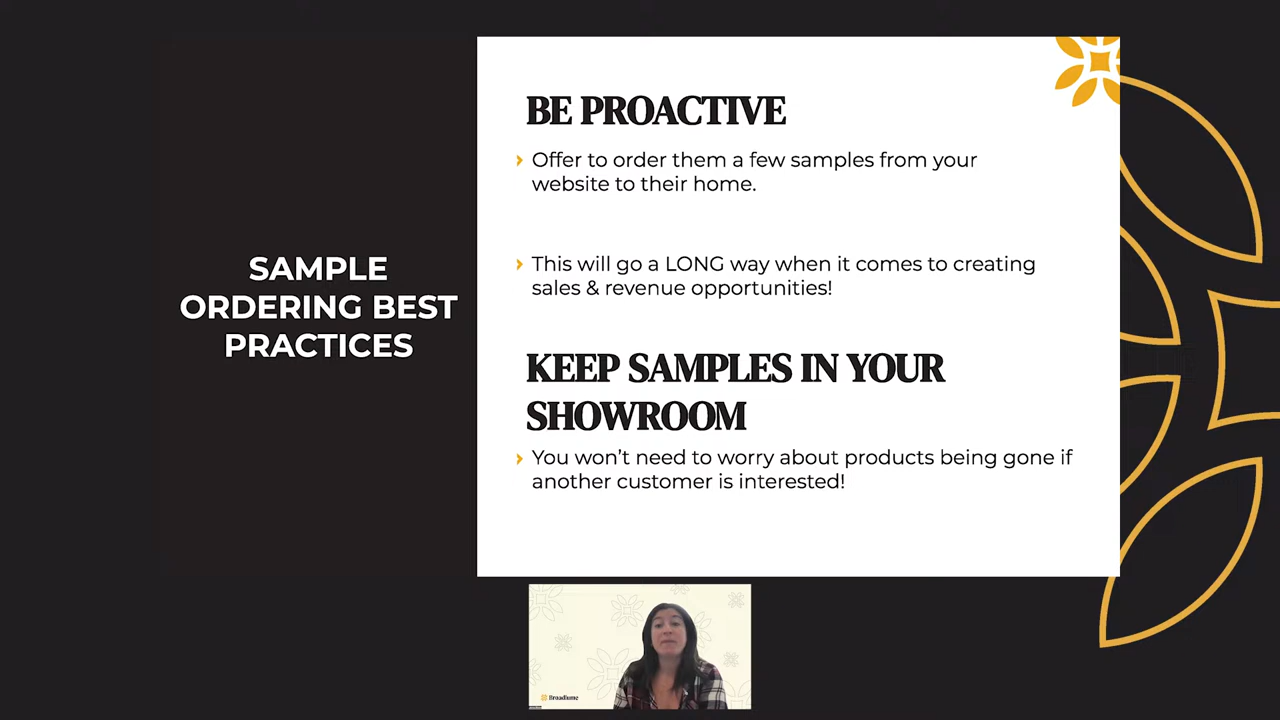 SAMPLE
ORDERING BEST
PRACTICES
BE PROACTIVE
Offer to order them a few samples from your
website to their home.
This will go a LONG way when it comes to creating
sales & revenue opportunities!
KEEP SAMPLES IN YOUR
SHOWROOM
You won't need to worry about products being gone if
another customer is interested!
Broadlume